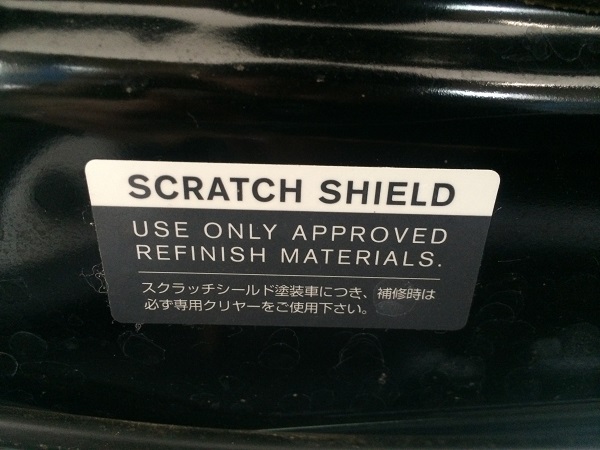 SCRATCH SHIELD
USE ONLY APPROVED
REFINISH MATERIALS.
スクラッチシールド塗装車につき、補修時は
必ず専用クリヤーをご使用下さい。